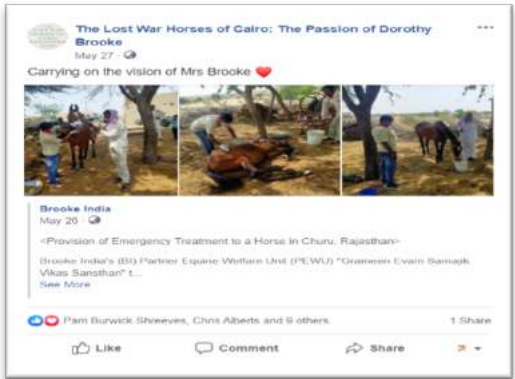 The Lost War Horses of Cairo: The Passion of Dorothy
Brooke
May 27
Carrying on the vision of Mrs Brooke ❤️
Brooke India
May 26
<Provision of Emergency Treatment to a Horse in Churu, Rajasthan>
Brooke India's (BI) Partner Equine Welfare Unit (PEWU) "Grameen Evam Samajik
Vikas Sansthan" t...
See More
Pam Burwick-Shreeves, Chris Alberts and 9 others
1 Share
Like
Comment
Share